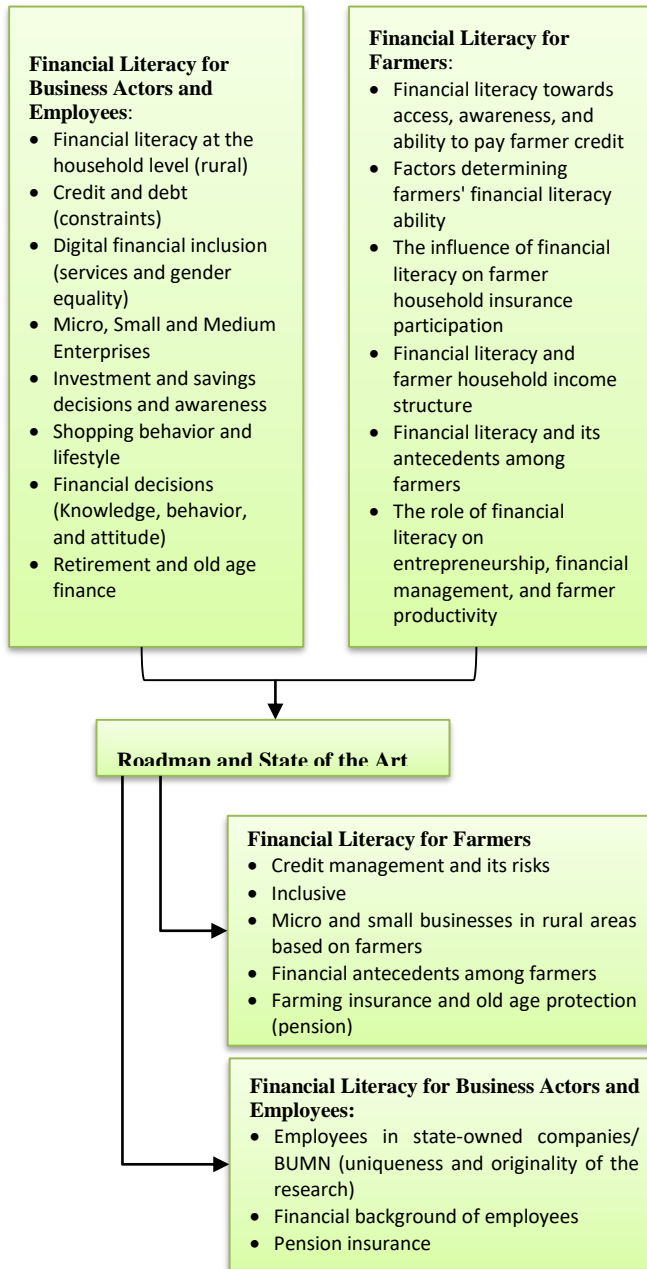 Financial Literacy for
Business Actors and
Employees:
• Financial literacy at the
household level (rural)
• Credit and debt
(constraints)
• Digital financial inclusion
(services and gender
equality)
• Micro, Small and Medium
Enterprises
• Investment and savings
decisions and awareness
• Shopping behavior and
lifestyle
• Financial decisions
(Knowledge, behavior,
and attitude)
• Retirement and old age
finance
Financial Literacy for
Farmers:
• Financial literacy towards
access, awareness, and
ability to pay farmer credit
• Factors determining
farmers' financial literacy
ability
• The influence of financial
literacy on farmer
household insurance
participation
• Financial literacy and
farmer household income
structure
• Financial literacy and its
antecedents among
farmers
• The role of financial
literacy on
entrepreneurship, financial
management, and farmer
productivity
Roadmap and State of the Art
Financial Literacy for Farmers
• Credit management and its risks
• Inclusive
• Micro and small businesses in rural areas
based on farmers
• Financial antecedents among farmers
• Farming insurance and old age protection
(pension)
Financial Literacy for Business Actors and
Employees:
• Employees in state-owned companies/
BUMN (uniqueness and originality of the
research)
• Financial background of employees
• Pension insurance